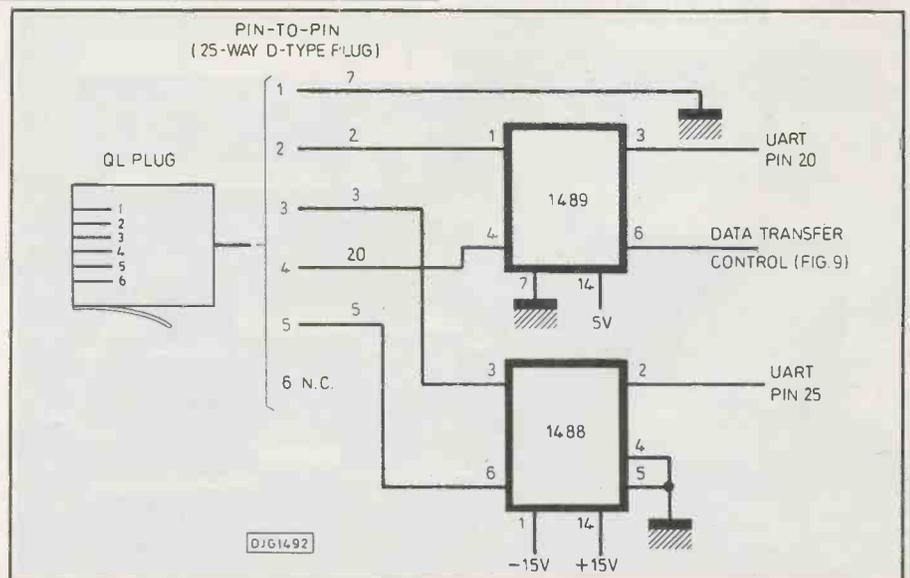 PIN-TO-PIN
(25-WAY D-TYPE PLUG)
QL PLUG
1
2
3
4
5
6
1 7
2 2
3 3
4 20
5 5
6 N.C.
1 3
1489
4 6
7 14
5V
UART
PIN 20
DATA TRANSFER
CONTROL (FIG. 9)
3 2
1488
4
6 5
1 14
-15V +15V
UART
PIN 25
DJG1492